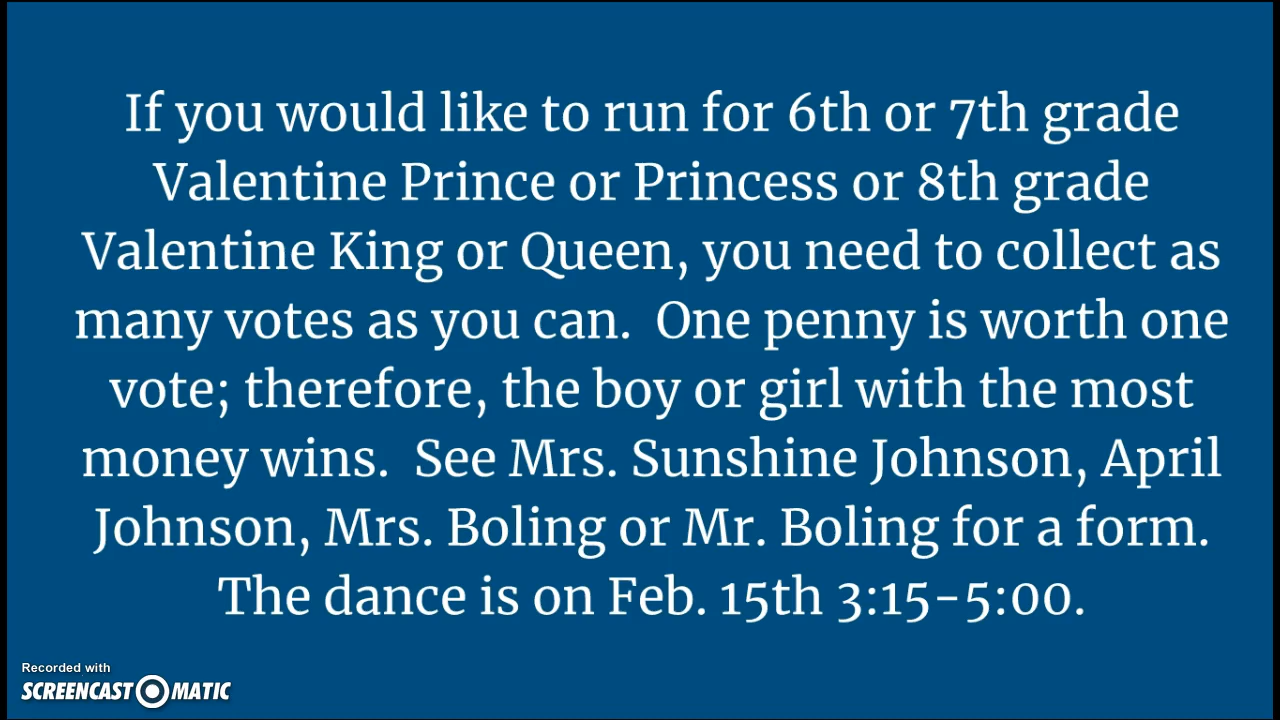 If you would like to run for 6th or 7th grade
Valentine Prince or Princess or 8th grade
Valentine King or Queen, you need to collect as
many votes as you can.  One penny is worth one
vote; therefore, the boy or girl with the most
money wins.  See Mrs. Sunshine Johnson, April
Johnson, Mrs. Boling or Mr. Boling for a form.
The dance is on Feb. 15th 3:15-5:00.
Recorded with
SCREENCAST MATIC